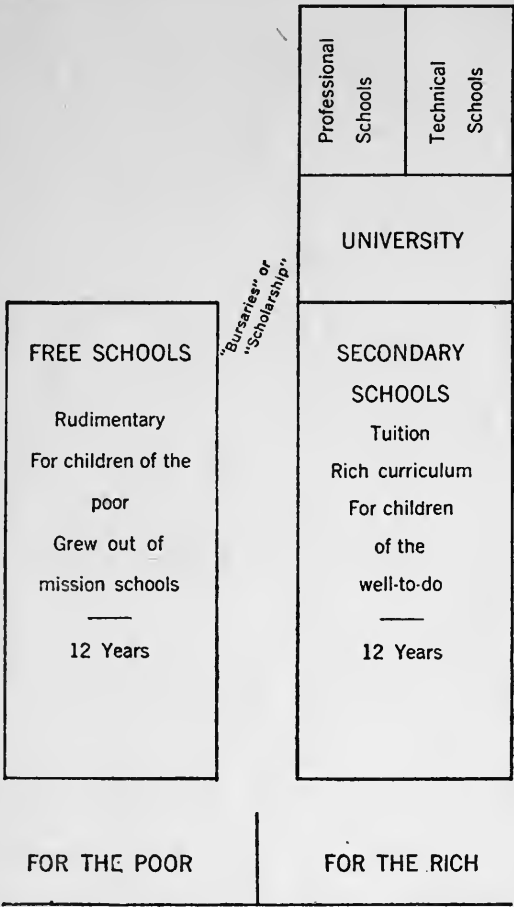 Professional
Schools
Technical
Schools
UNIVERSITY
"Bursaries" or
"Scholarship"
FREE SCHOOLS
Rudimentary
For children of the
poor
Grew out of
mission schools
12 Years
SECONDARY
SCHOOLS
Tuition
Rich curriculum
For children
of the
well-to-do
12 Years
FOR THE POOR
FOR THE RICH